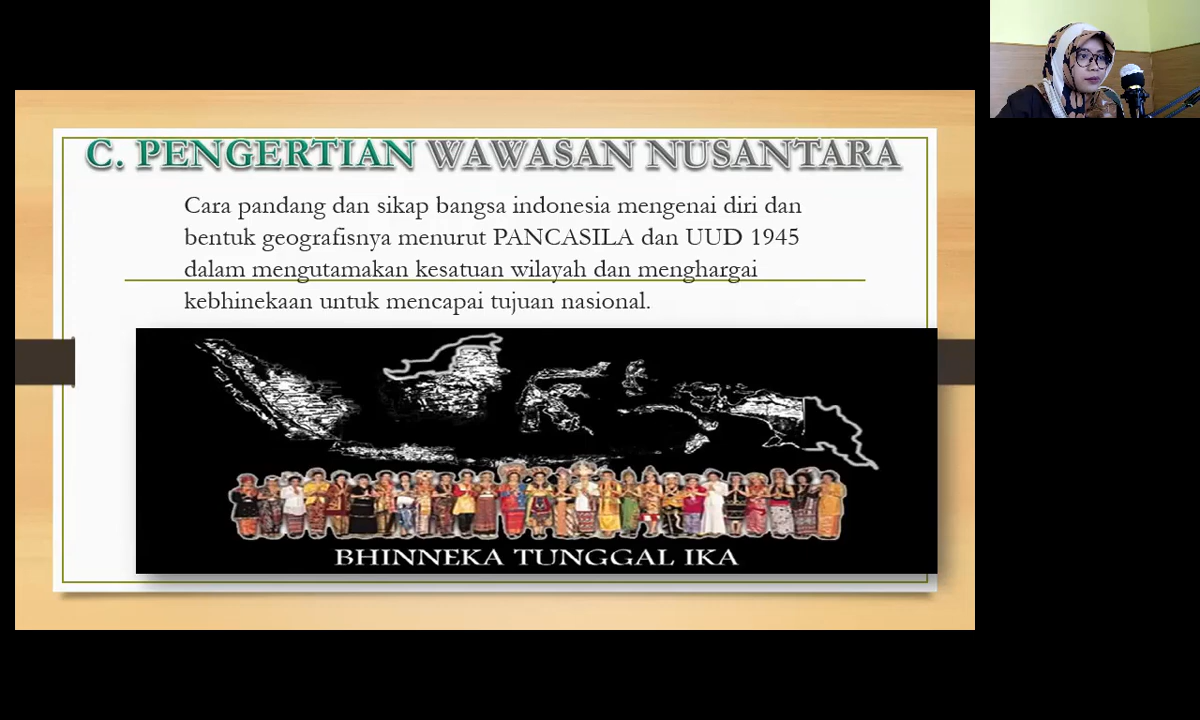 C. PENGERTIAN WAWASAN NUSANTARA
Cara pandang dan sikap bangsa indonesia mengenai diri dan
bentuk geografisnya menurut PANCASILA dan UUD 1945
dalam mengutamakan kesatuan wilayah dan menghargai
kebhinekaan untuk mencapai tujuan nasional.
BHINNEKA TUNGGAL IKA